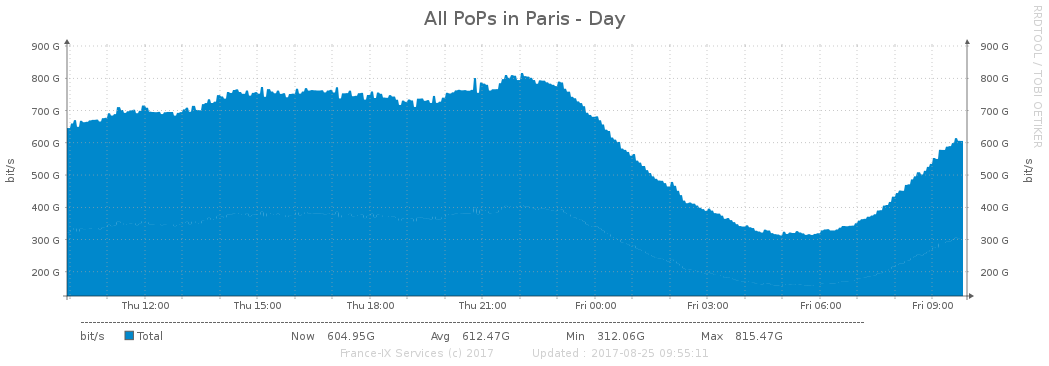 All PoPs in Paris - Day
RRDTOOL / TOBI OETIKER
900 G 900 G
800 G 800 G
700 G 700 G
600 G 600 G
500 G 500 G
400 G 400 G
300 G 300 G
200 G 200 G
bit/s
bit/s
Thu 12:00 Thu 15:00 Thu 18:00 Thu 21:00 Fri 00:00 Fri 03:00 Fri 06:00 Fri 09:00
bit/s Total Now 604.95G Avg 612.47G Min 312.06G Max 815.47G
France-IX Services (c) 2017 Updated : 2017-08-25 09:55:11